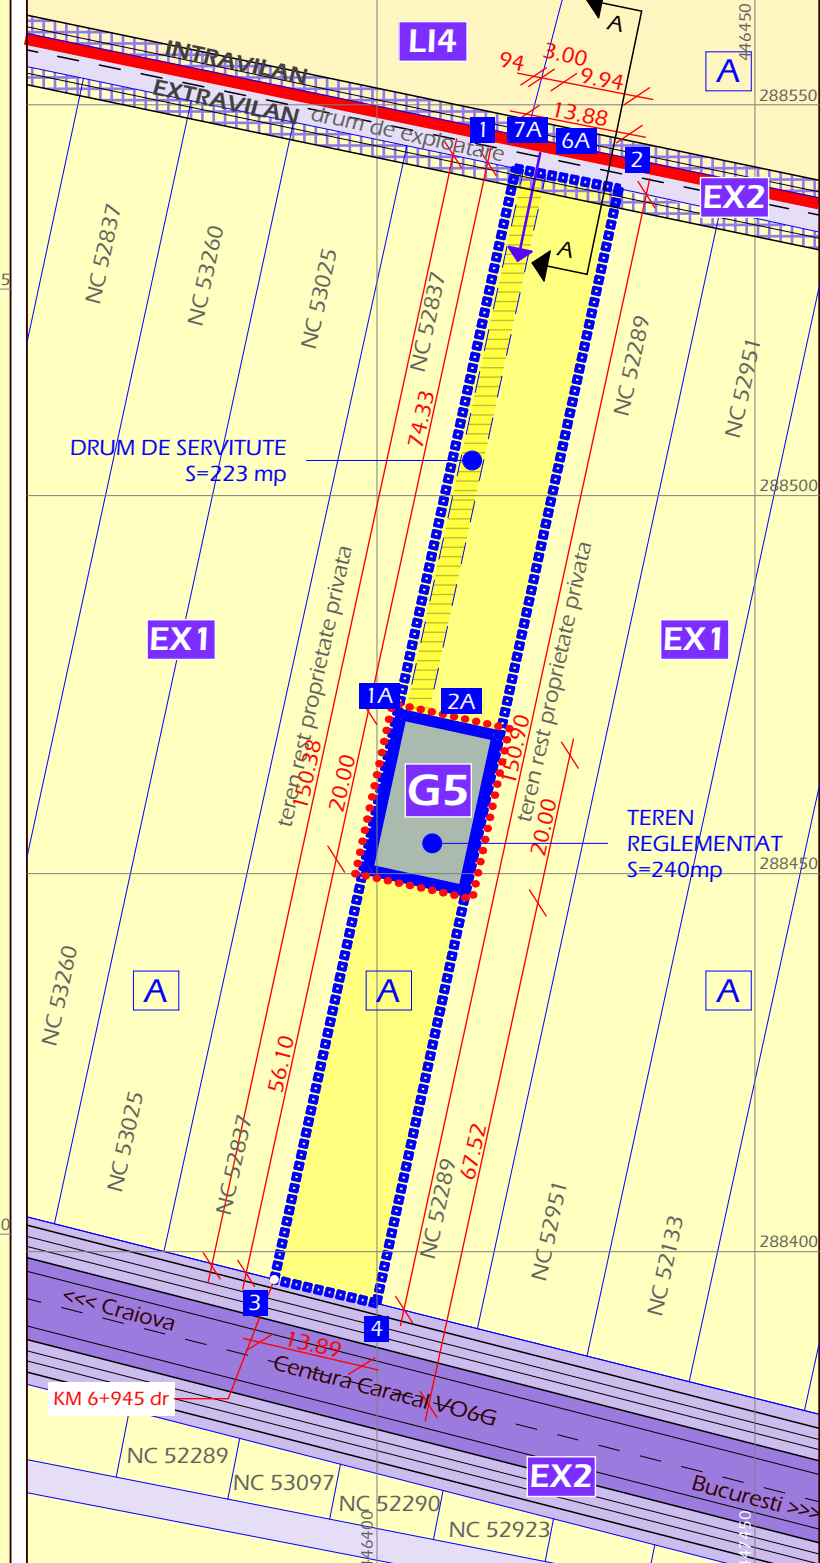 446450
A
LI4
3.00
94
9.94
A
INTRAVILAN
288550
EXTRAVILAN
13.88
drum de exploatare
1
7A
6A
2
EX2
NC 52837
NC 53260
NC 53025
NC 52837
A
NC 52289
NC 52951
5
74.33
DRUM DE SERVITUTE
S=223 mp
288500
teren rest proprietate privata
teren rest proprietate privata
EX1
EX1
1A
2A
150.38
20.00
150.90
G5
20.00
TEREN
REGLEMENTAT
S=240mp
288450
NC 53260
A
A
A
56.10
NC 53025
NC 52837
67.52
NC 52289
NC 52951
NC 52133
0
288400
<<< Craiova
3
4
13.89
Centura Caracal VO6G
KM 6+945 dr
NC 52289
EX2
NC 53097
Bucuresti >>>
NC 52290
NC 52923
446400